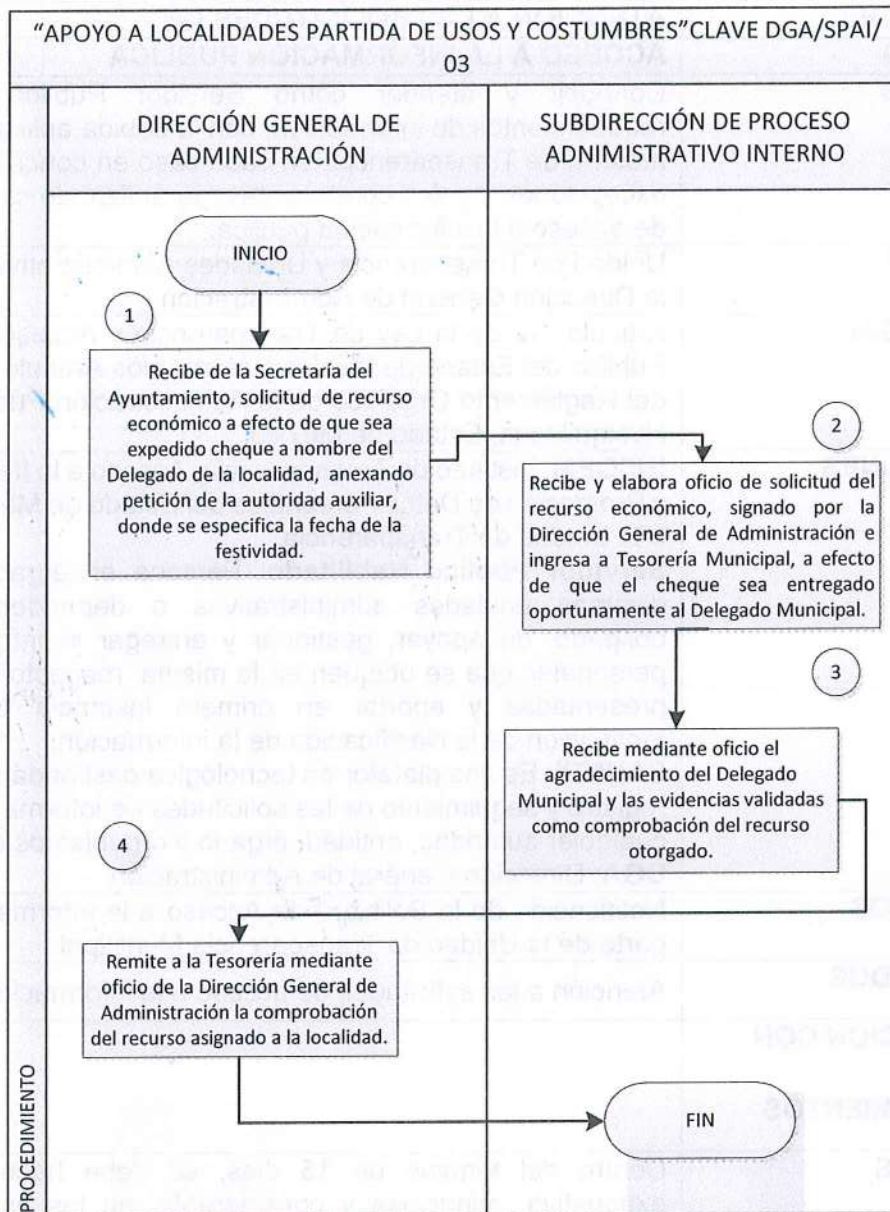 “APOYO A LOCALIDADES PARTIDA DE USOS Y COSTUMBRES”CLAVE DGA/SPAI/
03
DIRECCIÓN GENERAL DE
ADMINISTRACIÓN
SUBDIRECCIÓN DE PROCESO
ADNIMISTRATIVO INTERNO
INICIO
1
Recibe de la Secretaría del
Ayuntamiento, solicitud de recurso
económico a efecto de que sea
expedido cheque a nombre del
Delegado de la localidad, anexando
petición de la autoridad auxiliar,
donde se especifica la fecha de la
festividad.
2
Recibe y elabora oficio de solicitud del
recurso económico, signado por la
Dirección General de Administración e
Ingresa a Tesorería Municipal, a efecto
de que el cheque sea entregado
oportunamente al Delegado Municipal.
3
Recibe mediante oficio el
agradecimiento del Delegado
Municipal y las evidencias validadas
como comprobación del recurso
otorgado.
4
Remite a la Tesorería mediante
oficio de la Dirección General de
Administración la comprobación
del recurso asignado a la localidad.
FIN
PROCEDIMIENTO